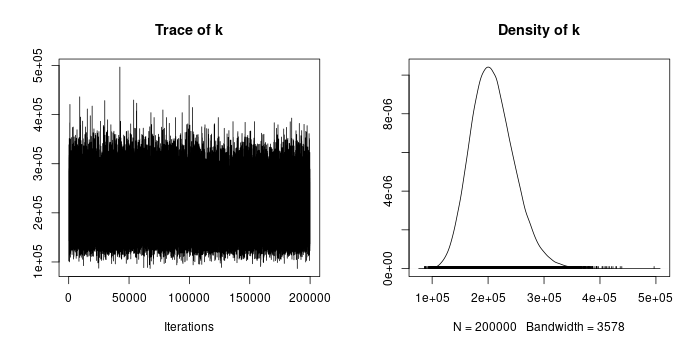 Trace of k
5e+05
4e+05
3e+05
2e+05
1e+05
0 50000 100000 150000 200000
Iterations
Density of k
8e-06
4e-06
0e+00
1e+05 2e+05 3e+05 4e+05 5e+05
N = 200000 Bandwidth = 3578